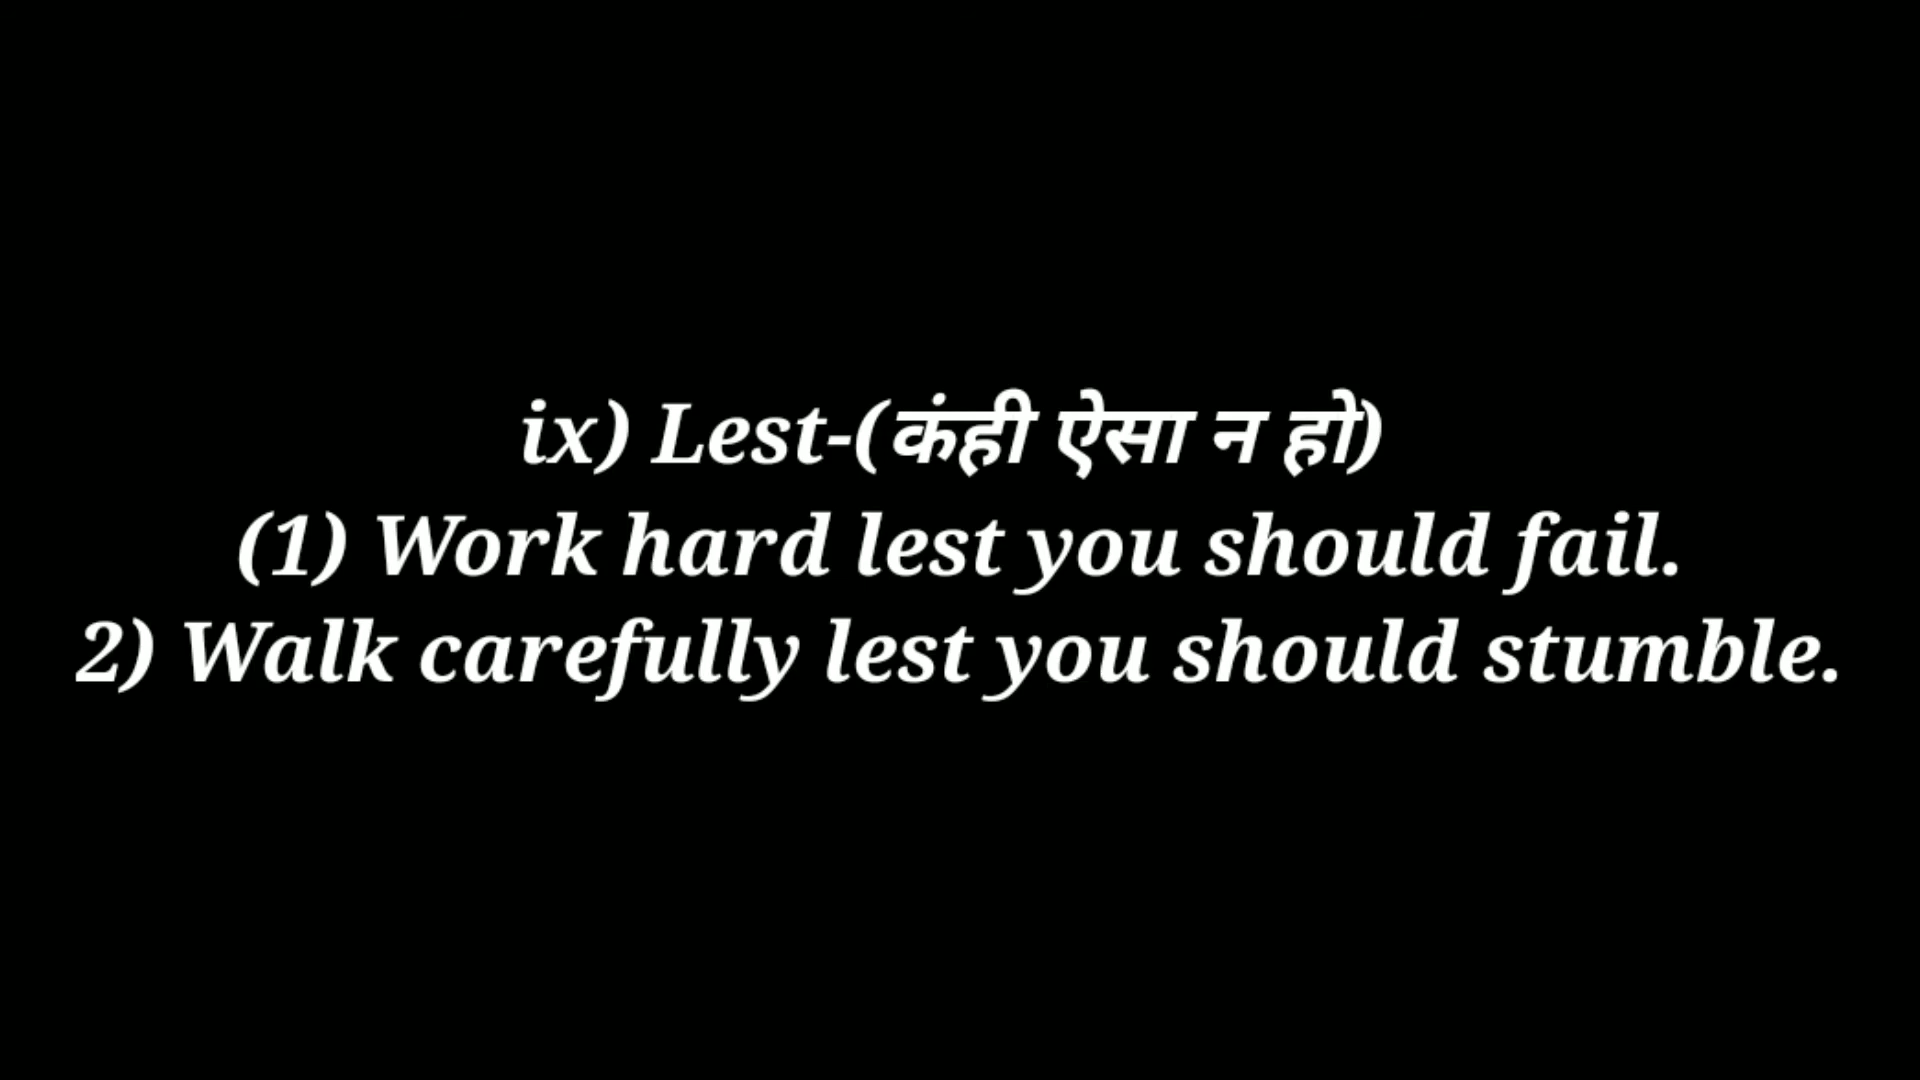 ix) Lest-(कंही ऐसा न हो)
(1) Work hard lest you should fail.
2) Walk carefully lest you should stumble.